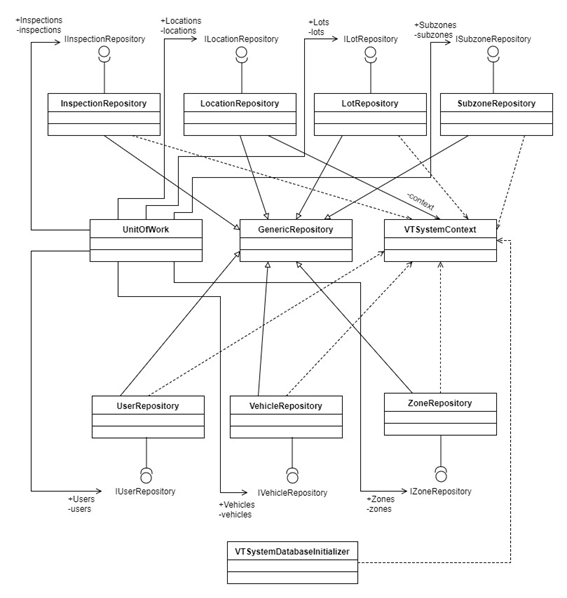 +Inspections
-inspections
IInspectionRepository
+Locations
-locations
ILocationRepository
+Lots
-lots
ILotRepository
+Subzones
-subzones
ISubzoneRepository
InspectionRepository
LocationRepository
LotRepository
SubzoneRepository
-context
UnitOfWork
GenericRepository
VTSystemContext
UserRepository
VehicleRepository
ZoneRepository
+Users
-users
IUserRepository
+Vehicles
-vehicles
IVehicleRepository
+Zones
-zones
IZoneRepository
VTSystemDatabaseInitializer